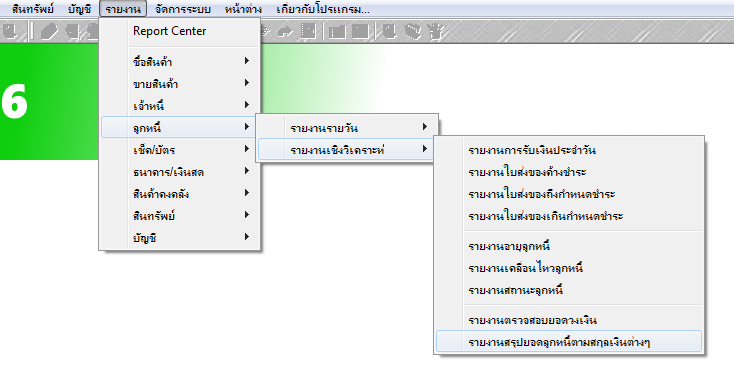 สินทรัพย์ บัญชี รายงาน จัดการระบบ หน้าต่าง เกี่ยวกับโปรแกรม...
6
Report Center
ซื้อสินค้า
ขายสินค้า
เจ้าหนี้
ลูกหนี้
เช็ค/บัตร
ธนาคาร/เงินสด
สินค้าคงคลัง
สินทรัพย์
บัญชี
รายงานรายวัน
รายงานเชิงวิเคราะห์
รายงานการรับเงินประจำวัน
รายงานใบส่งของค้างชำระ
รายงานใบส่งของถึงกำหนดชำระ
รายงานใบส่งของเกินกำหนดชำระ
รายงานอายุลูกหนี้
รายงานเคลื่อนไหวลูกหนี้
รายงานสถานะลูกหนี้
รายงานตรวจสอบยอดวงเงิน
รายงานสรุปยอดลูกหนี้ตามสกุลเงินต่างๆ